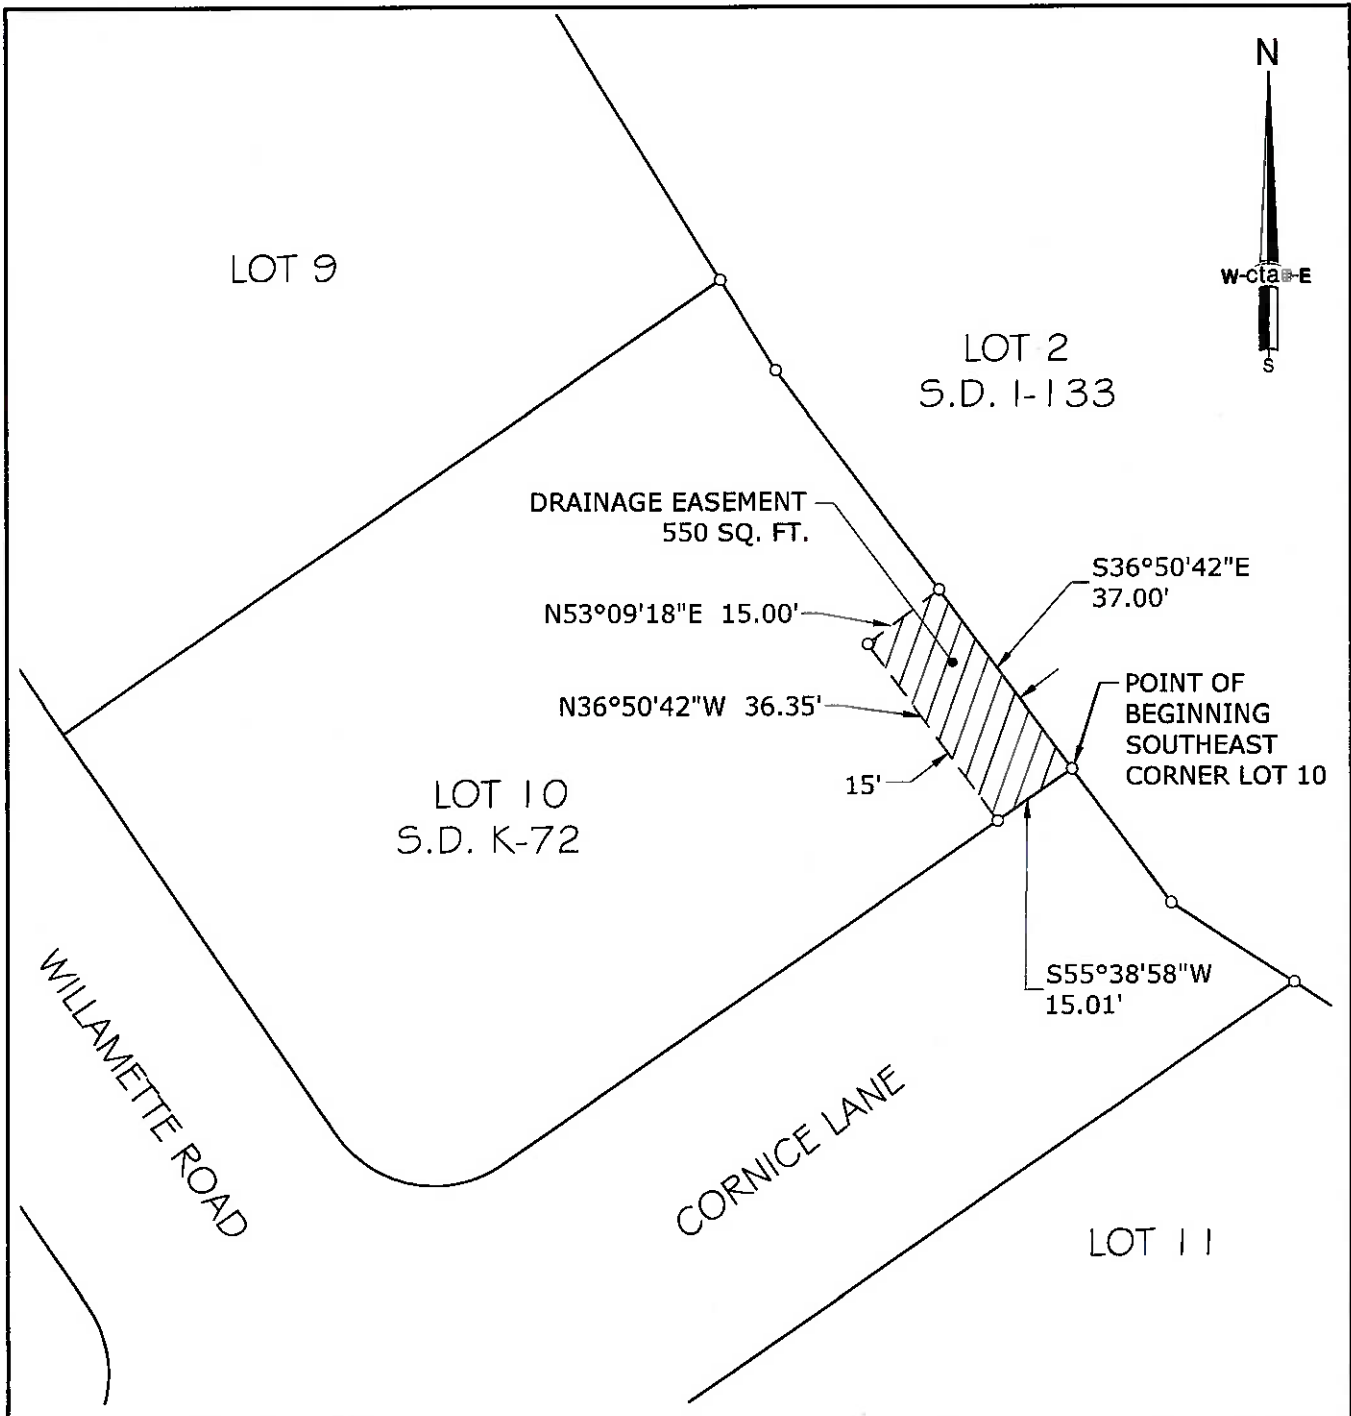 N
W-cta-E
S
LOT 9
LOT 2
S.D. I-133
DRAINAGE EASEMENT
550 SQ. FT.
S36°50'42"E
37.00'
N53°09'18"E 15.00'
N36°50'42"W 36.35'
15'
POINT OF
BEGINNING
SOUTHEAST
CORNER LOT 10
LOT 10
S.D. K-72
S55°38'58"W
15.01'
WILLAMETTE ROAD
CORNICE LANE
LOT 11